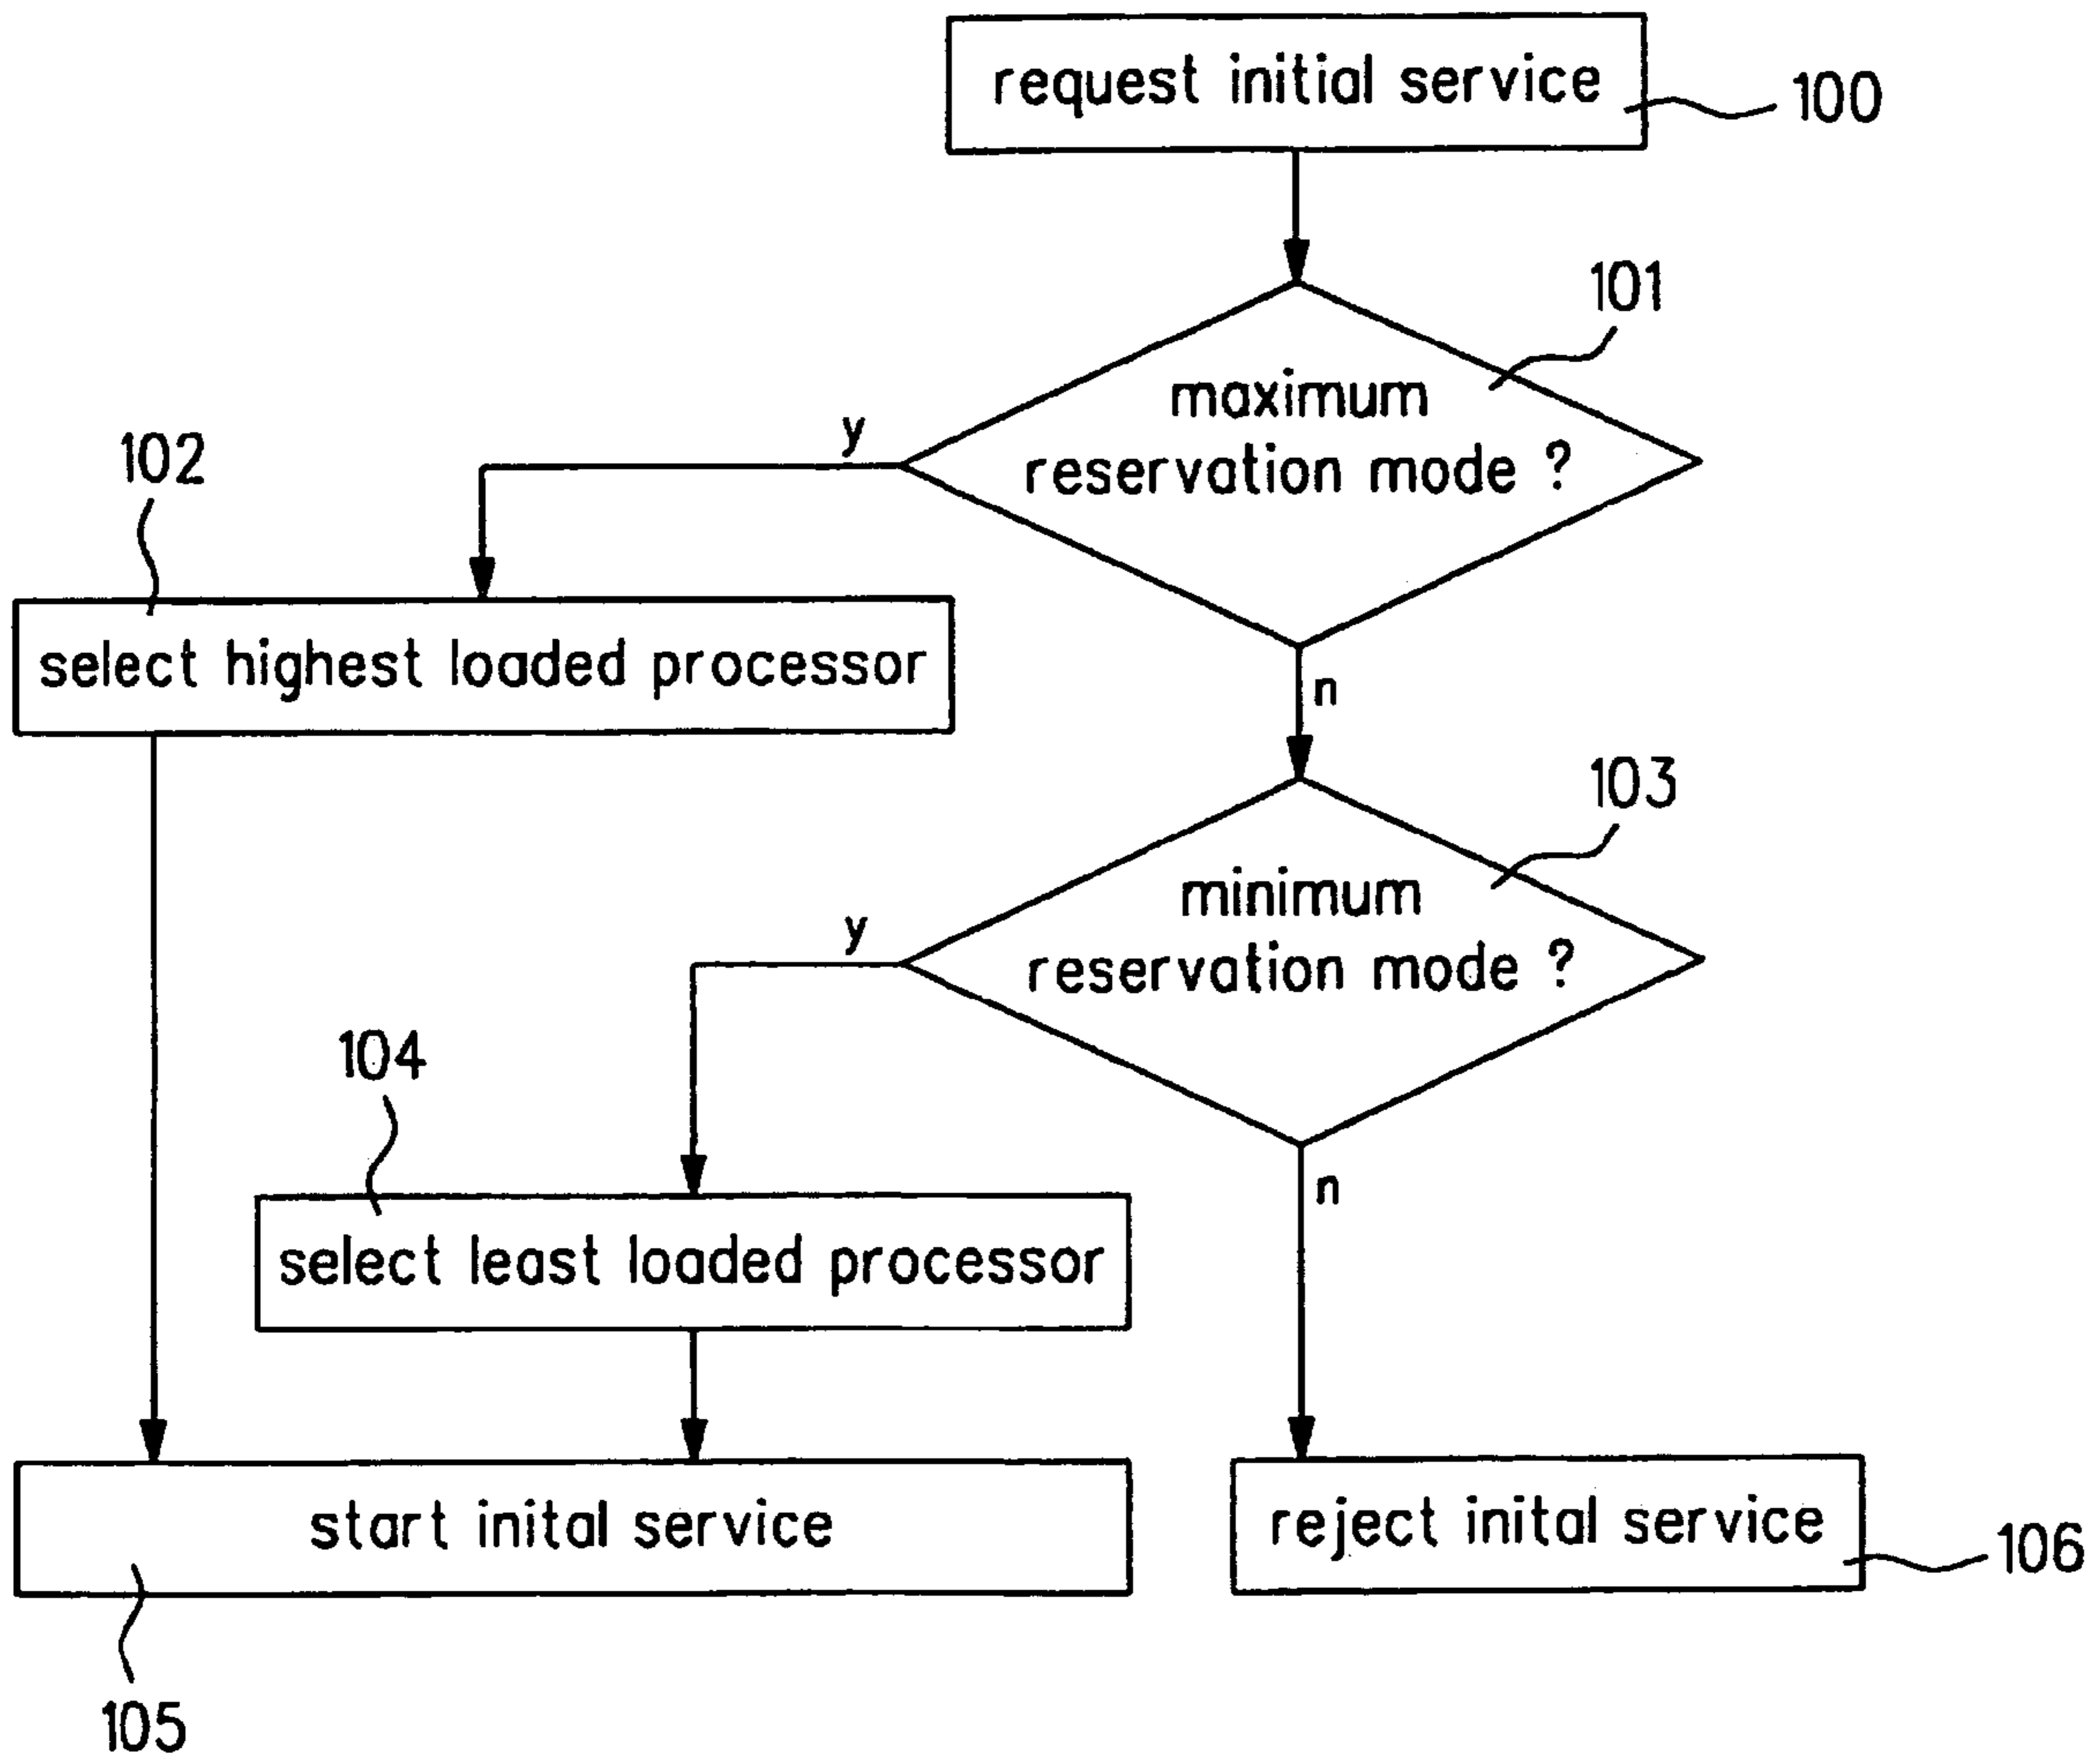 request initial service
100
101
maximum
reservation mode ?
y
102
select highest loaded processor
n
103
minimum
reservation mode ?
y
104
n
select least loaded processor
start inital service
reject inital service
106
105